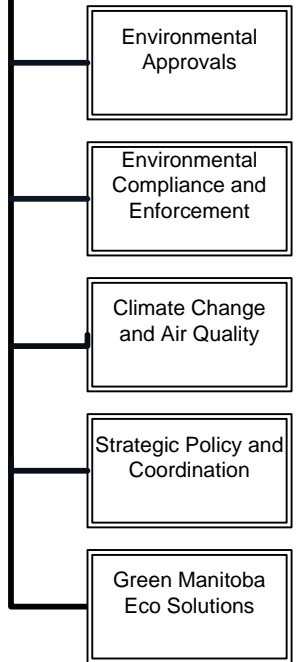 Environmental
Approvals
Environmental
Compliance and
Enforcement
Climate Change
and Air Quality
Strategic Policy and
Coordination
Green Manitoba
Eco Solutions